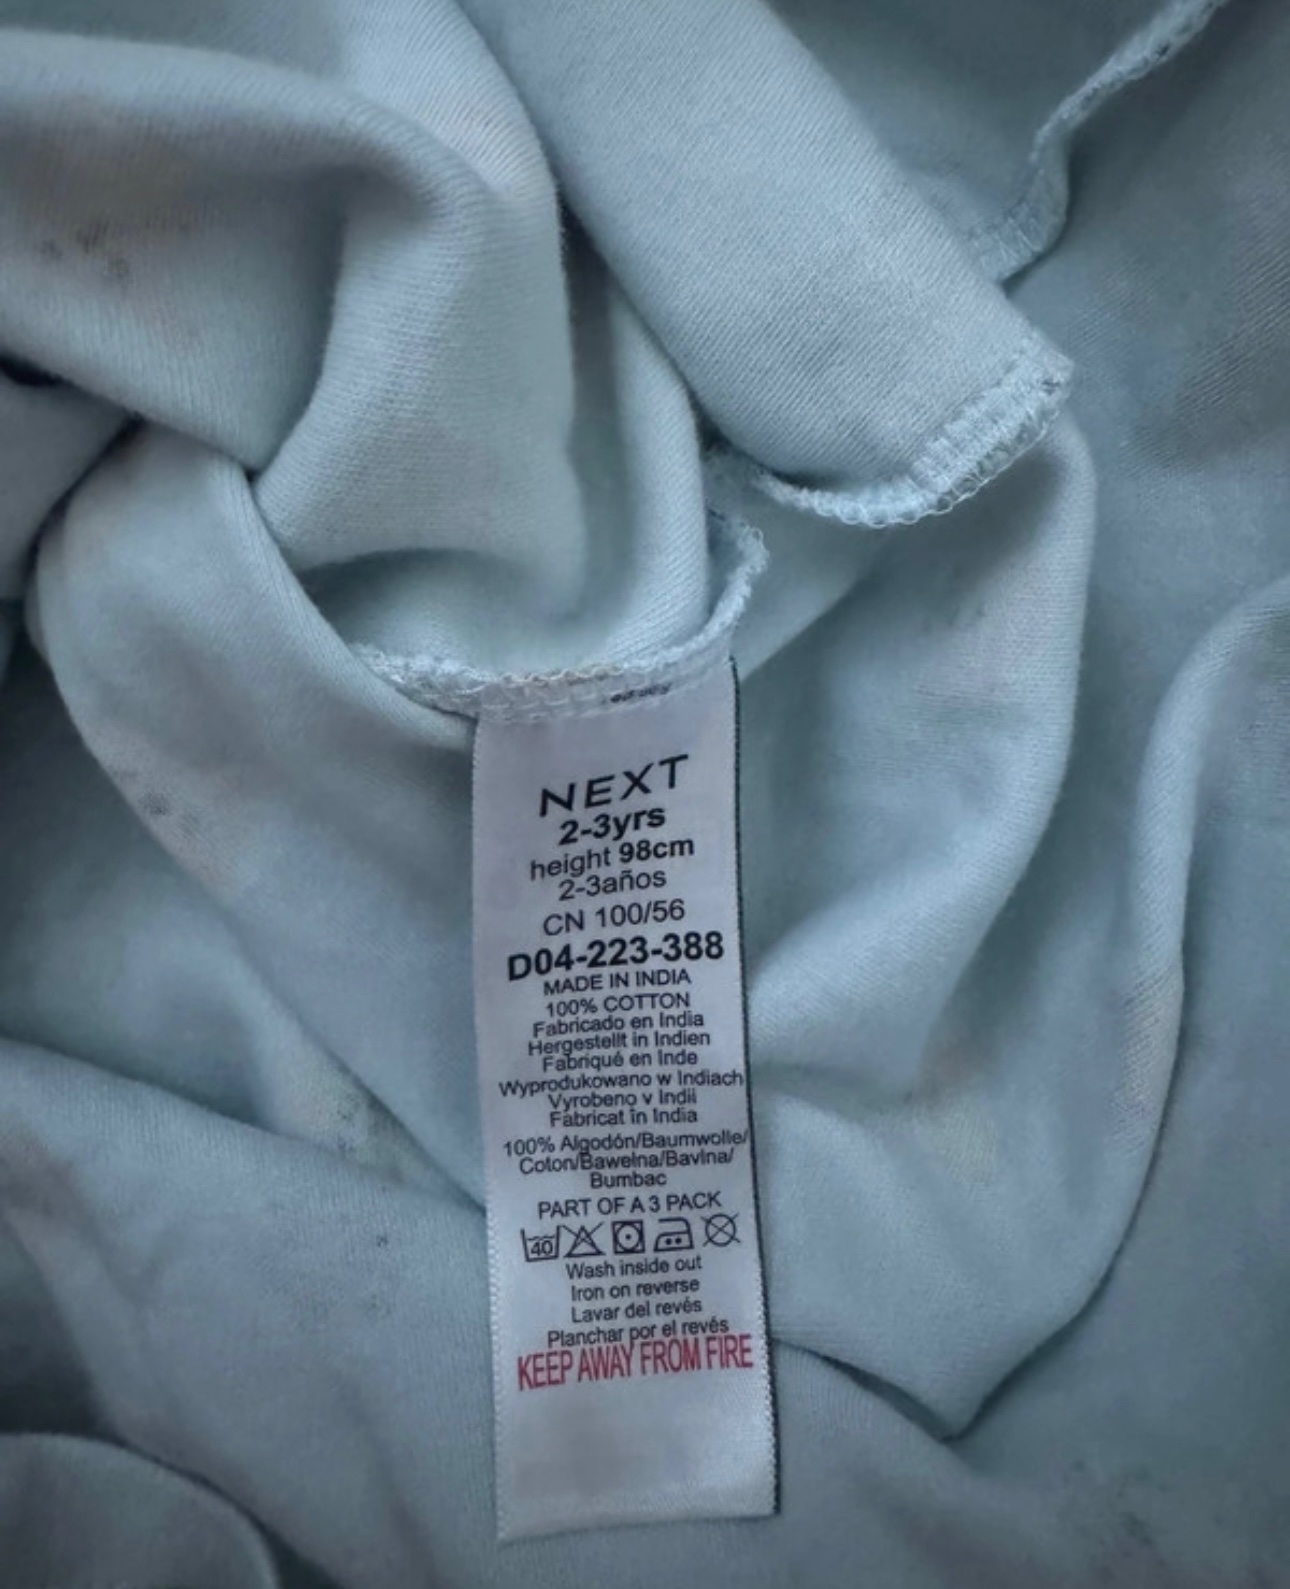 NEXT
2-3yrs
height 98cm
2-3años
CN 100/56
D04-223-388
MADE IN INDIA
100% COTTON
Fabricado en India
Hergestellt in Indien
Fabriqué en Inde
Wyprodukowano w Indiach
Vyrobeno v Indii
Fabricat în India
100% Algodón/Baumwolle/
Coton/Bawełna/Bavlna/
Bumbac
PART OF A 3 PACK
40
Wash inside out
Iron on reverse
Lavar del revés
Planchar por el revés
KEEP AWAY FROM FIRE